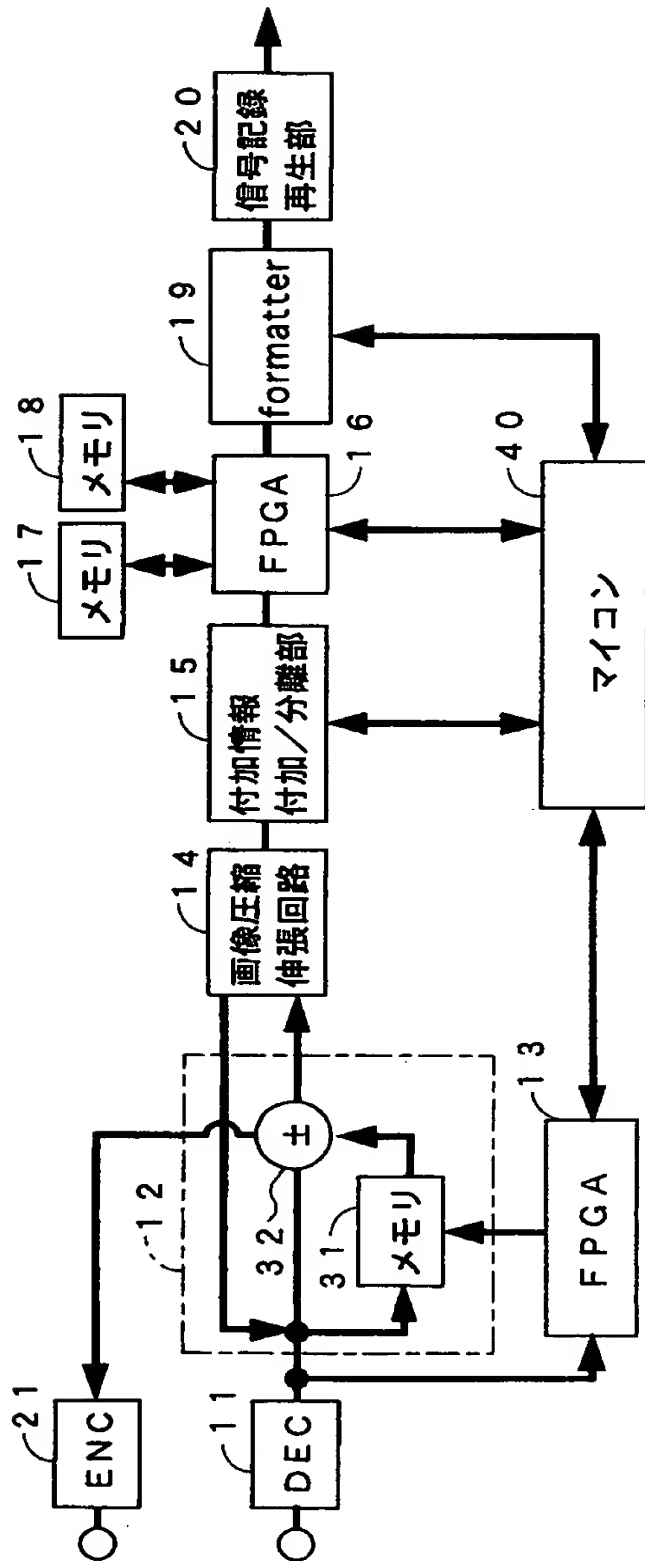 21
ENC
11
DEC
12
32
±
31
メモリ
13
FPGA
14
画像圧縮
伸張回路
15
付加情報
付加／分離部
17
メモリ
18
メモリ
FPGA
16
19
formatter
20
信号記録
再生部
40
マイコン